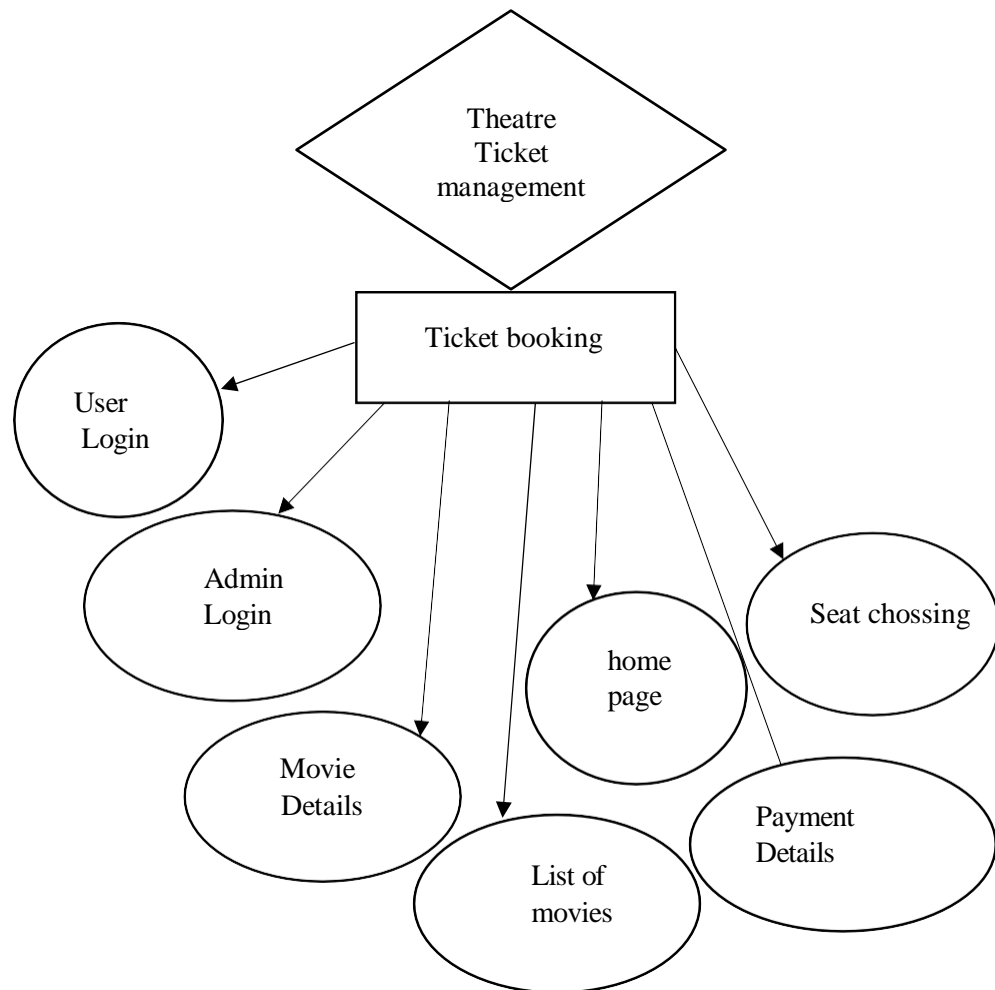 Theatre
Ticket
management
Ticket booking
User
Login
Admin
Login
Movie
Details
List of
movies
home
page
Seat chossing
Payment
Details